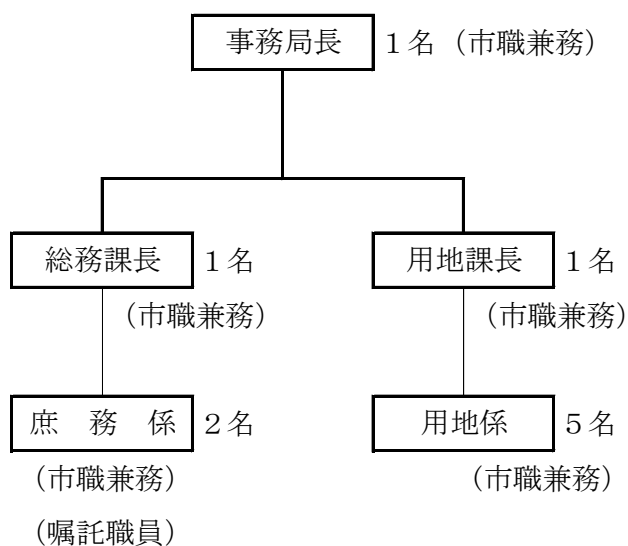 事務局長 １名（市職兼務）
総務課長 １名 用地課長 １名
（市職兼務） （市職兼務）
庶　務　係 ２名 用地係 ５名
（市職兼務） （市職兼務）
（嘱託職員）